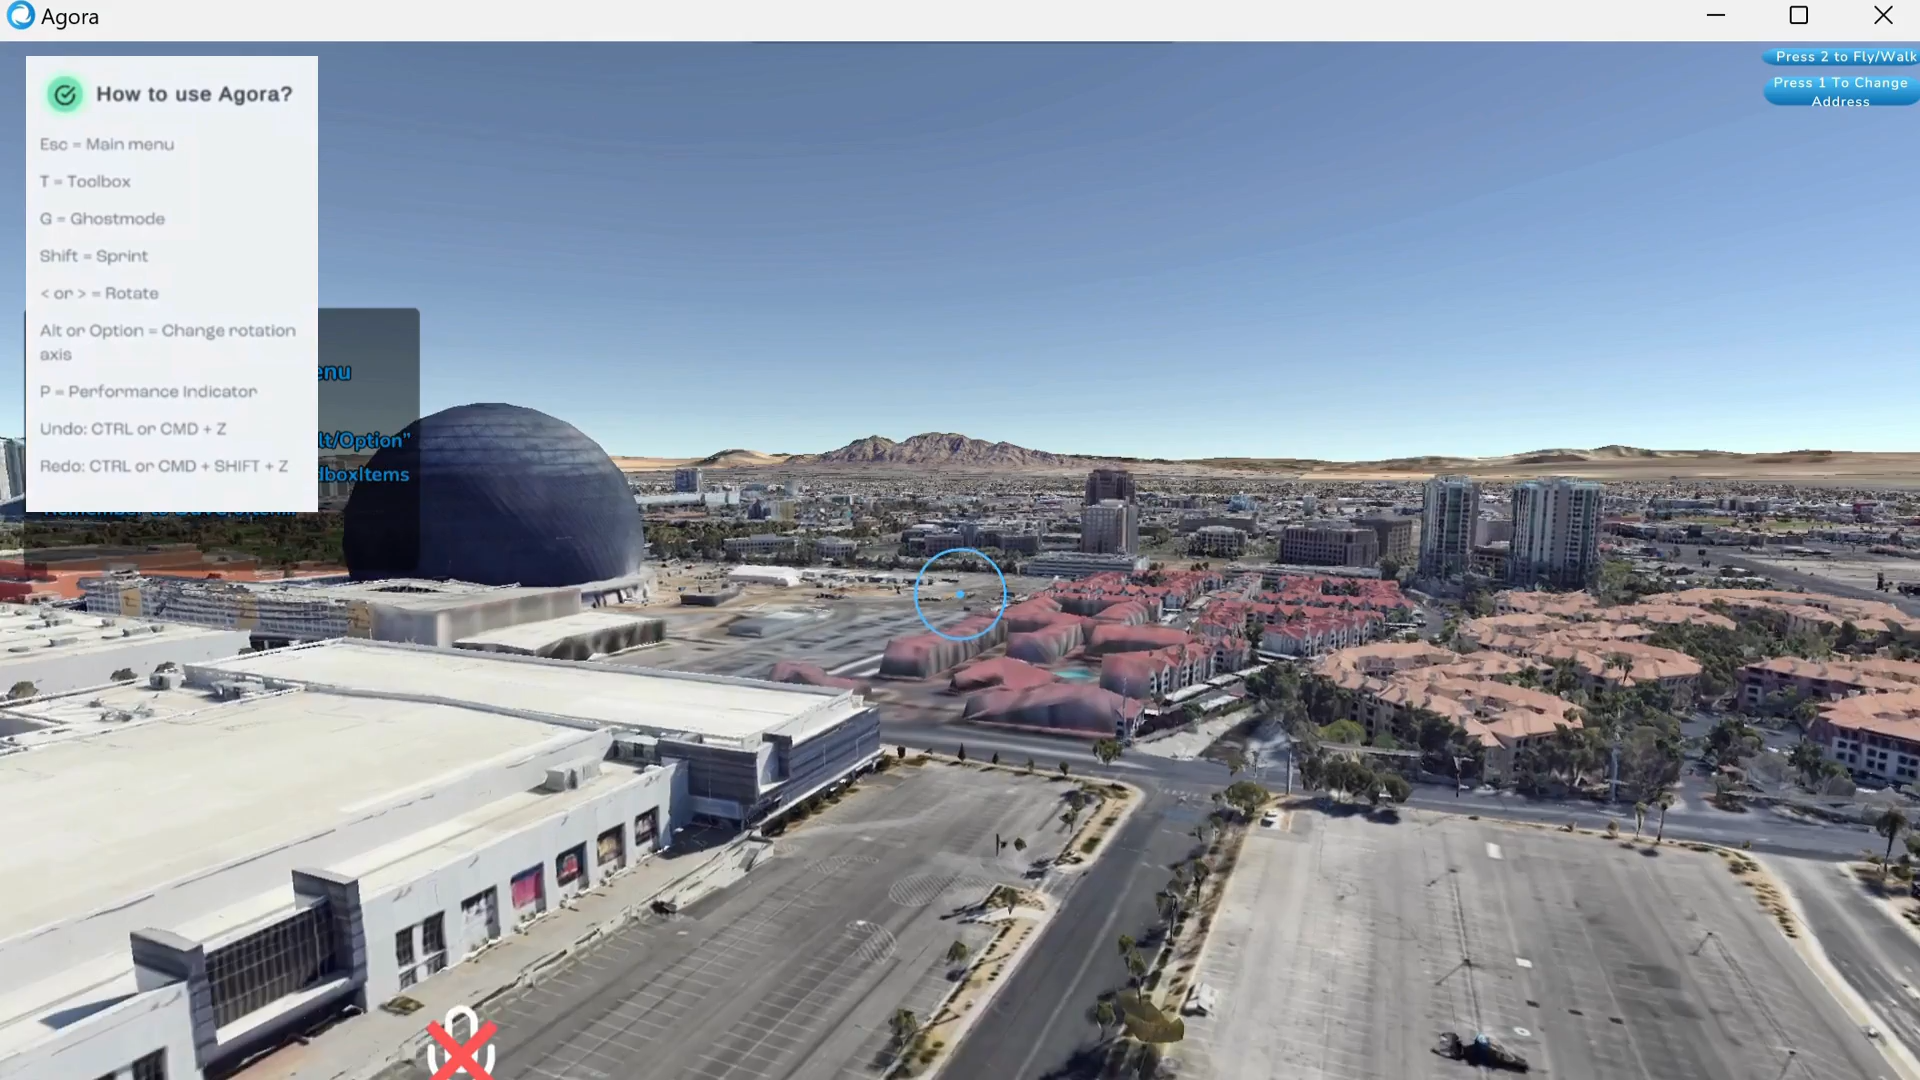 Agora
Press 2 to Fly/Walk
Press 1 To Change
Address
How to use Agora?
Esc = Main menu
T = Toolbox
G = Ghostmode
Shift = Sprint
< or > = Rotate
Alt or Option = Change rotation
axis
P = Performance Indicator
Undo: CTRL or CMD + Z
Redo: CTRL or CMD + SHIFT + Z
enu
lt/Option"
dboxItems